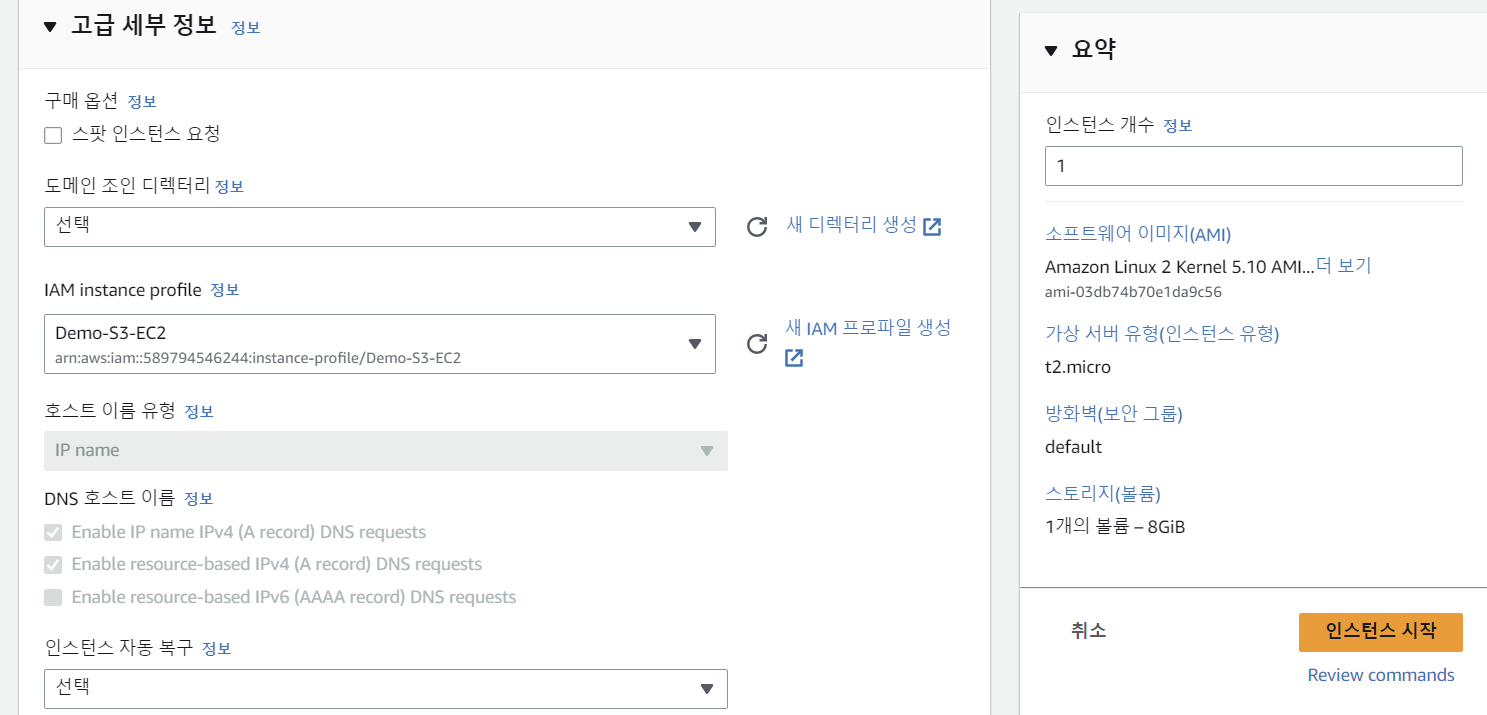 고급 세부 정보 정보
구매 옵션 정보
스팟 인스턴스 요청
도메인 조인 디렉터리 정보
선택
새 디렉터리 생성
IAM instance profile 정보
Demo-S3-EC2
arn:aws:iam::589794546244:instance-profile/Demo-S3-EC2
새 IAM 프로파일 생성
호스트 이름 유형 정보
IP name
DNS 호스트 이름 정보
Enable IP name IPv4 (A record) DNS requests
Enable resource-based IPv4 (A record) DNS requests
Enable resource-based IPv6 (AAAA record) DNS requests
인스턴스 자동 복구 정보
선택
요약
인스턴스 개수 정보
1
소프트웨어 이미지(AMI)
Amazon Linux 2 Kernel 5.10 AMI...더 보기
ami-03db74b70e1da9c56
가상 서버 유형(인스턴스 유형)
t2.micro
방화벽(보안 그룹)
default
스토리지(볼륨)
1개의 볼륨 – 8GiB
취소
인스턴스 시작
Review commands